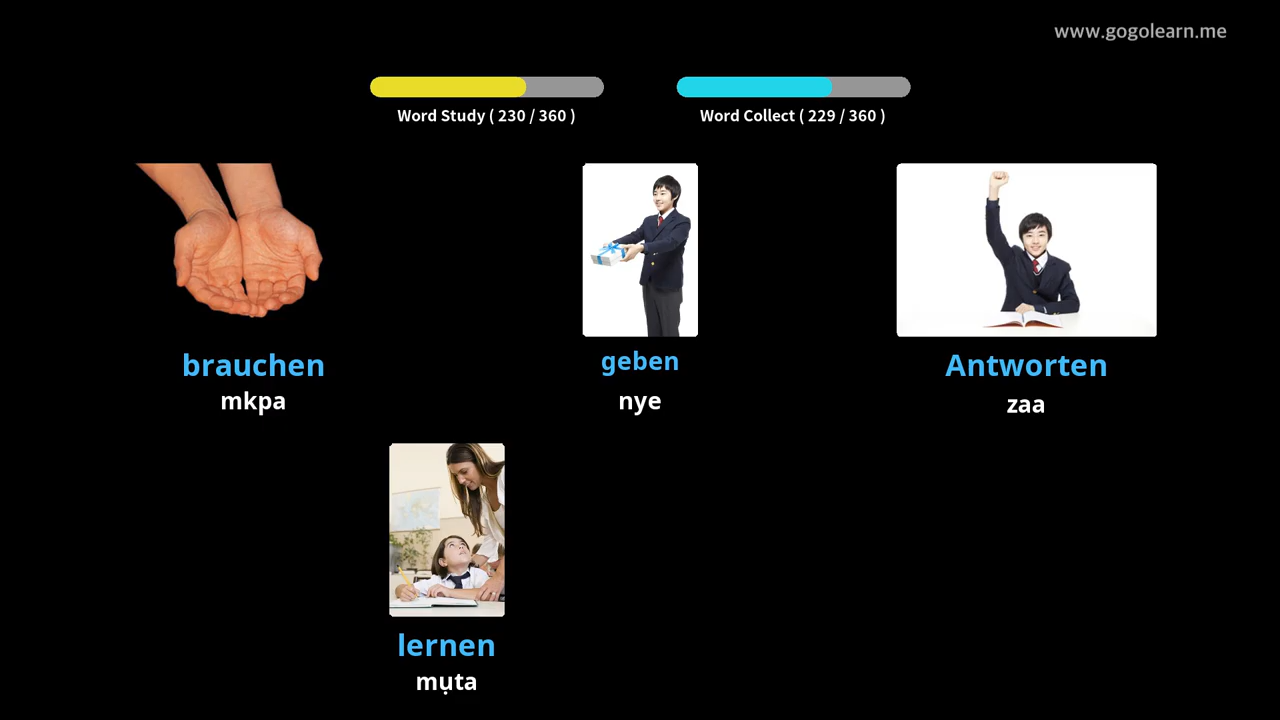 www.gogolearn.me
Word Study ( 230 / 360 )
Word Collect ( 229 / 360 )
brauchen
mkpa
geben
nye
Antworten
zaa
lernen
mụta